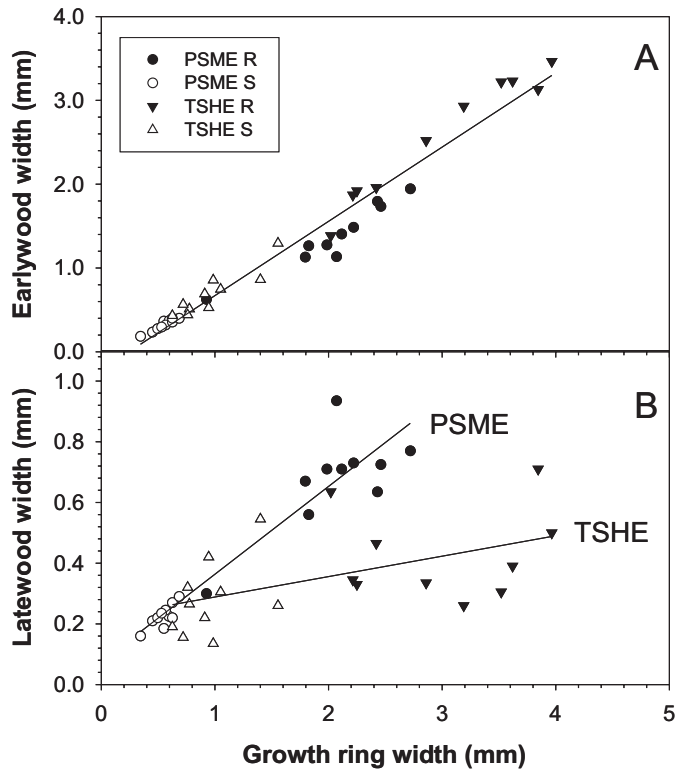 4.0
A
PSME R
PSME S
TSHE R
TSHE S
3.0
2.0
1.0
0.0
Earlywood width (mm)
1.0
B
PSME
0.8
0.6
TSHE
0.4
0.2
0.0
Latewood width (mm)
0 1 2 3 4 5
Growth ring width (mm)